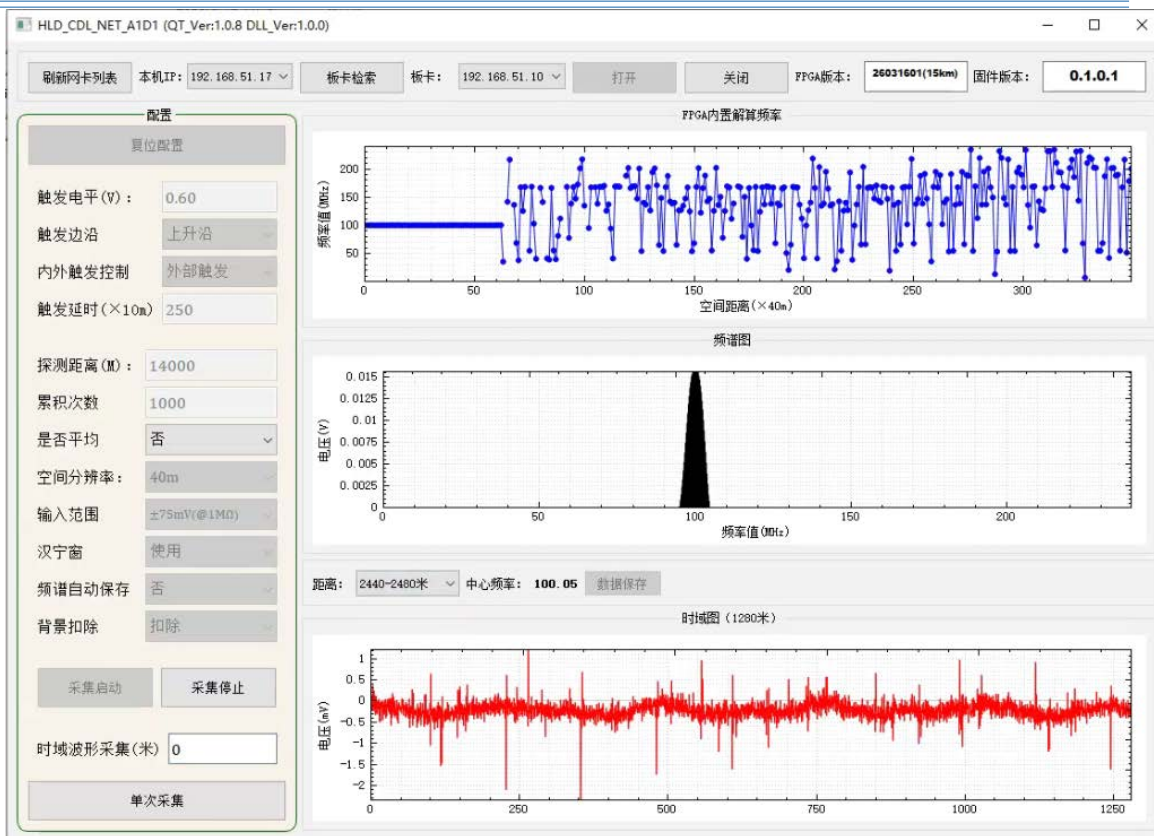 HLD_CDL_NET_A1D1 (QT_Ver:1.0.8 DLL_Ver:1.0.0)
刷新网卡列表 本机IP: 192.168.51.17 板卡检索 板卡: 192.168.51.10 打开 关闭 FPGA版本: 26031601(15km) 固件版本: 0.1.0.1
配置
复位配置
触发电平(V): 0.60
触发边沿 上升沿
内外触发控制 外部触发
触发延时(×10m) 250
探测距离(M): 14000
累积次数 1000
是否平均 否
空间分辨率: 40m
输入范围 ±75mV(@1MΩ)
汉宁窗 使用
频谱自动保存 否
背景扣除 扣除
采集启动 采集停止
时域波形采集(米) 0
单次采集
FPGA内置解算频率
频率值(MHz)
200
150
100
50
0 50 100 150 200 250 300
空间距离(×40m)
频谱图
电压(V)
0.015
0.0125
0.01
0.0075
0.005
0.0025
0
0 50 100 150 200
频率值(MHz)
距离: 2440-2480米 中心频率: 100.05 数据保存
时域图 (1280米)
电压(mV)
1
0.5
0
-0.5
-1
-1.5
-2
0 250 500 750 1000 1250